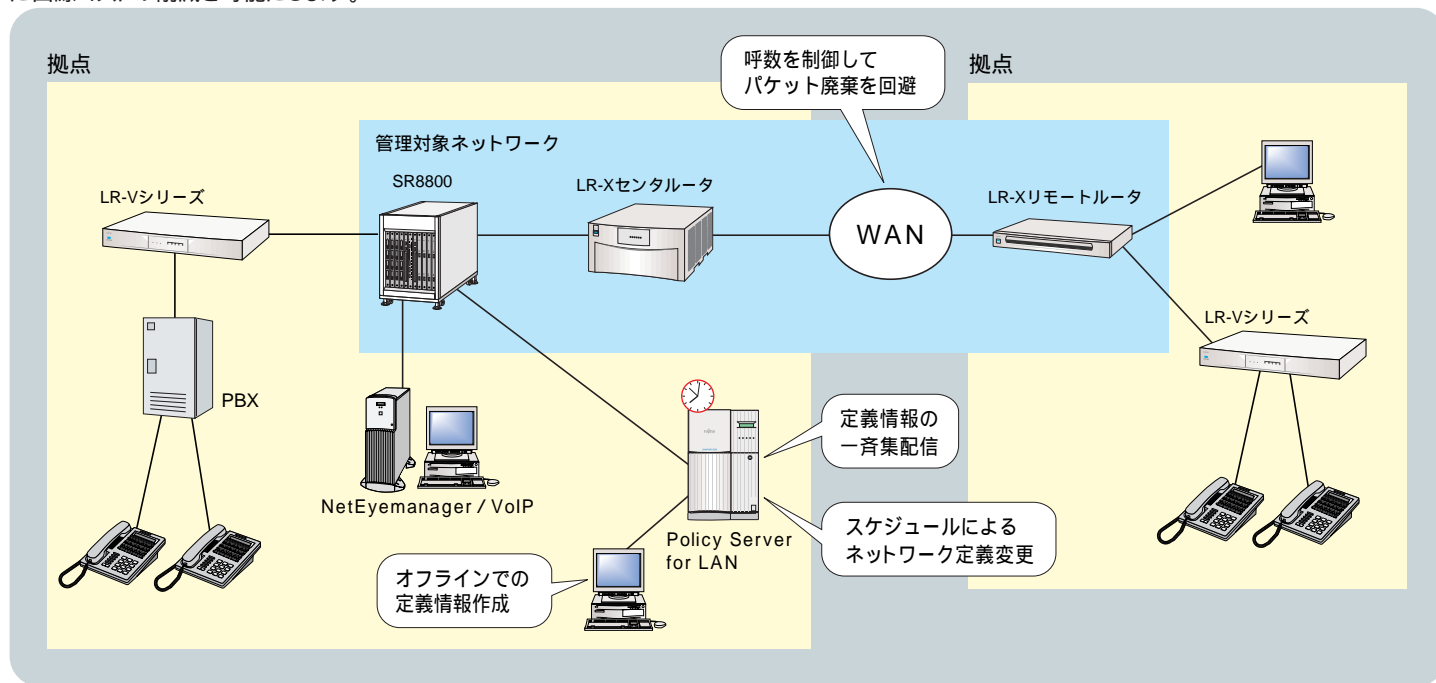 拠点
呼数を制御して
パケット廃棄を回避
拠点
管理対象ネットワーク
SR8800
LR-Xセンタルータ
LR-Vシリーズ
WAN
LR-Xリモートルータ
LR-Vシリーズ
PBX
NetEyemanager / VoIP
定義情報の
一斉集配信
Policy Server
for LAN
スケジュールによる
ネットワーク定義変更
オフラインでの
定義情報作成